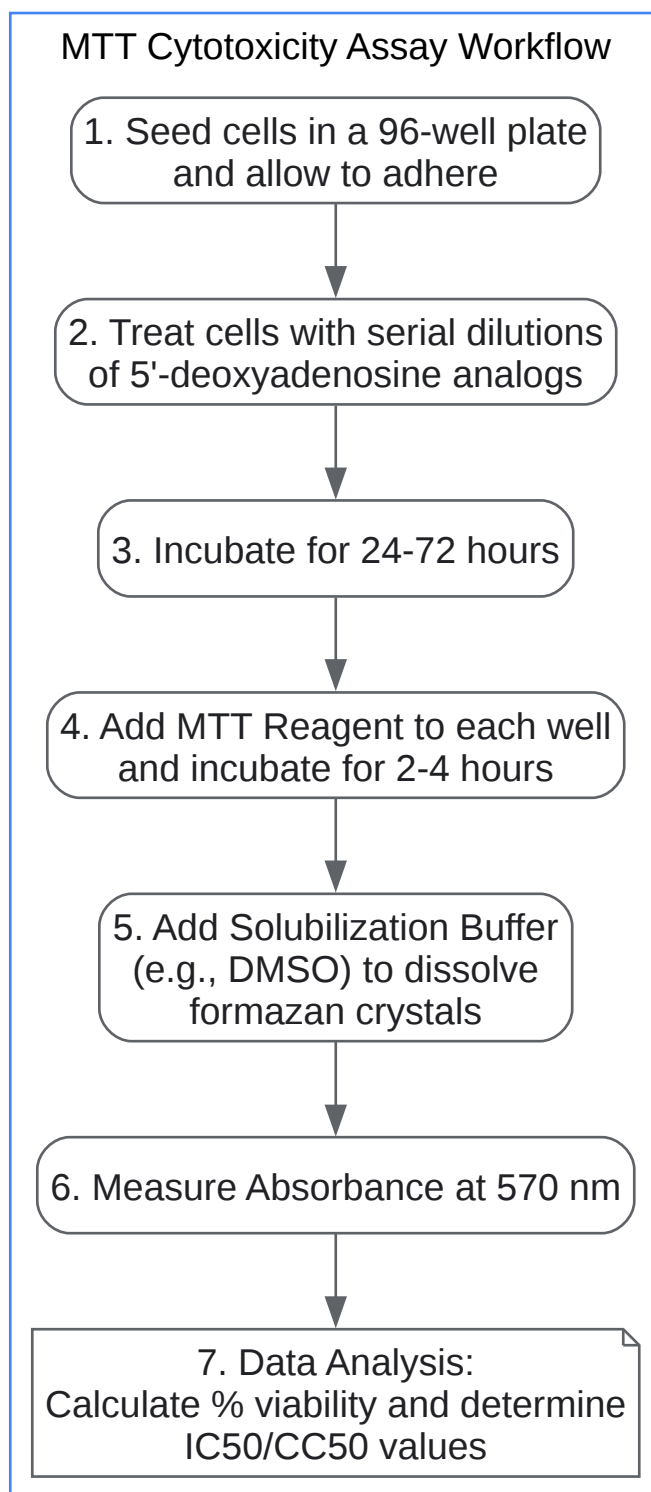 MTT Cytotoxicity Assay Workflow
1. Seed cells in a 96-well plate
and allow to adhere
2. Treat cells with serial dilutions
of 5'-deoxyadenosine analogs
3. Incubate for 24-72 hours
4. Add MTT Reagent to each well
and incubate for 2-4 hours
5. Add Solubilization Buffer
(e.g., DMSO) to dissolve
formazan crystals
6. Measure Absorbance at 570 nm
7. Data Analysis:
Calculate % viability and determine
IC50/CC50 values